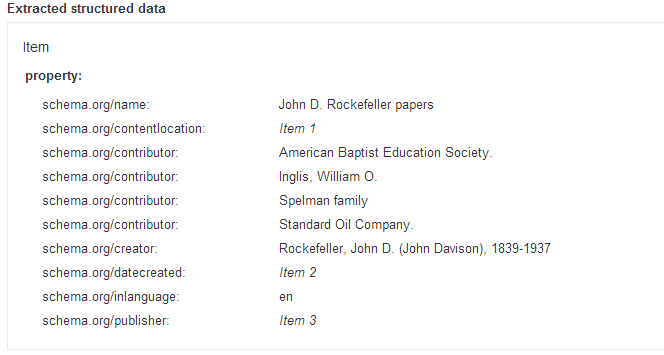 Extracted structured data
Item
property:
schema.org/name: John D. Rockefeller papers
schema.org/contentlocation: Item 1
schema.org/contributor: American Baptist Education Society.
schema.org/contributor: Inglis, William O.
schema.org/contributor: Spelman family
schema.org/contributor: Standard Oil Company.
schema.org/creator: Rockefeller, John D. (John Davison), 1839-1937
schema.org/datecreated: Item 2
schema.org/inlanguage: en
schema.org/publisher: Item 3